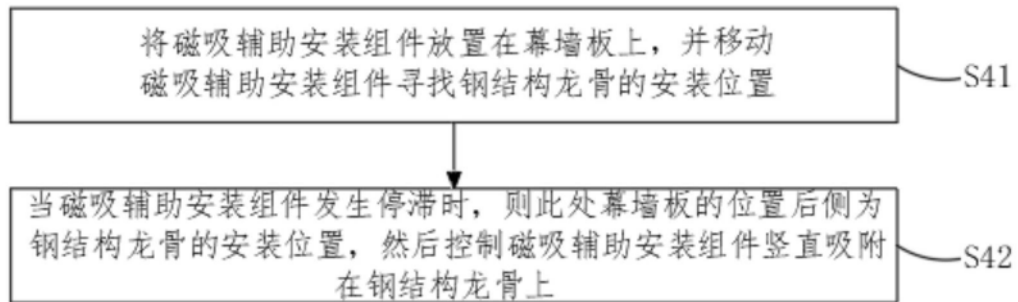 将磁吸辅助安装组件放置在幕墙板上，并移动
磁吸辅助安装组件寻找钢结构龙骨的安装位置
S41
当磁吸辅助安装组件发生停滞时，则此处幕墙板的位置后侧为
钢结构龙骨的安装位置，然后控制磁吸辅助安装组件竖直吸附
在钢结构龙骨上
S42